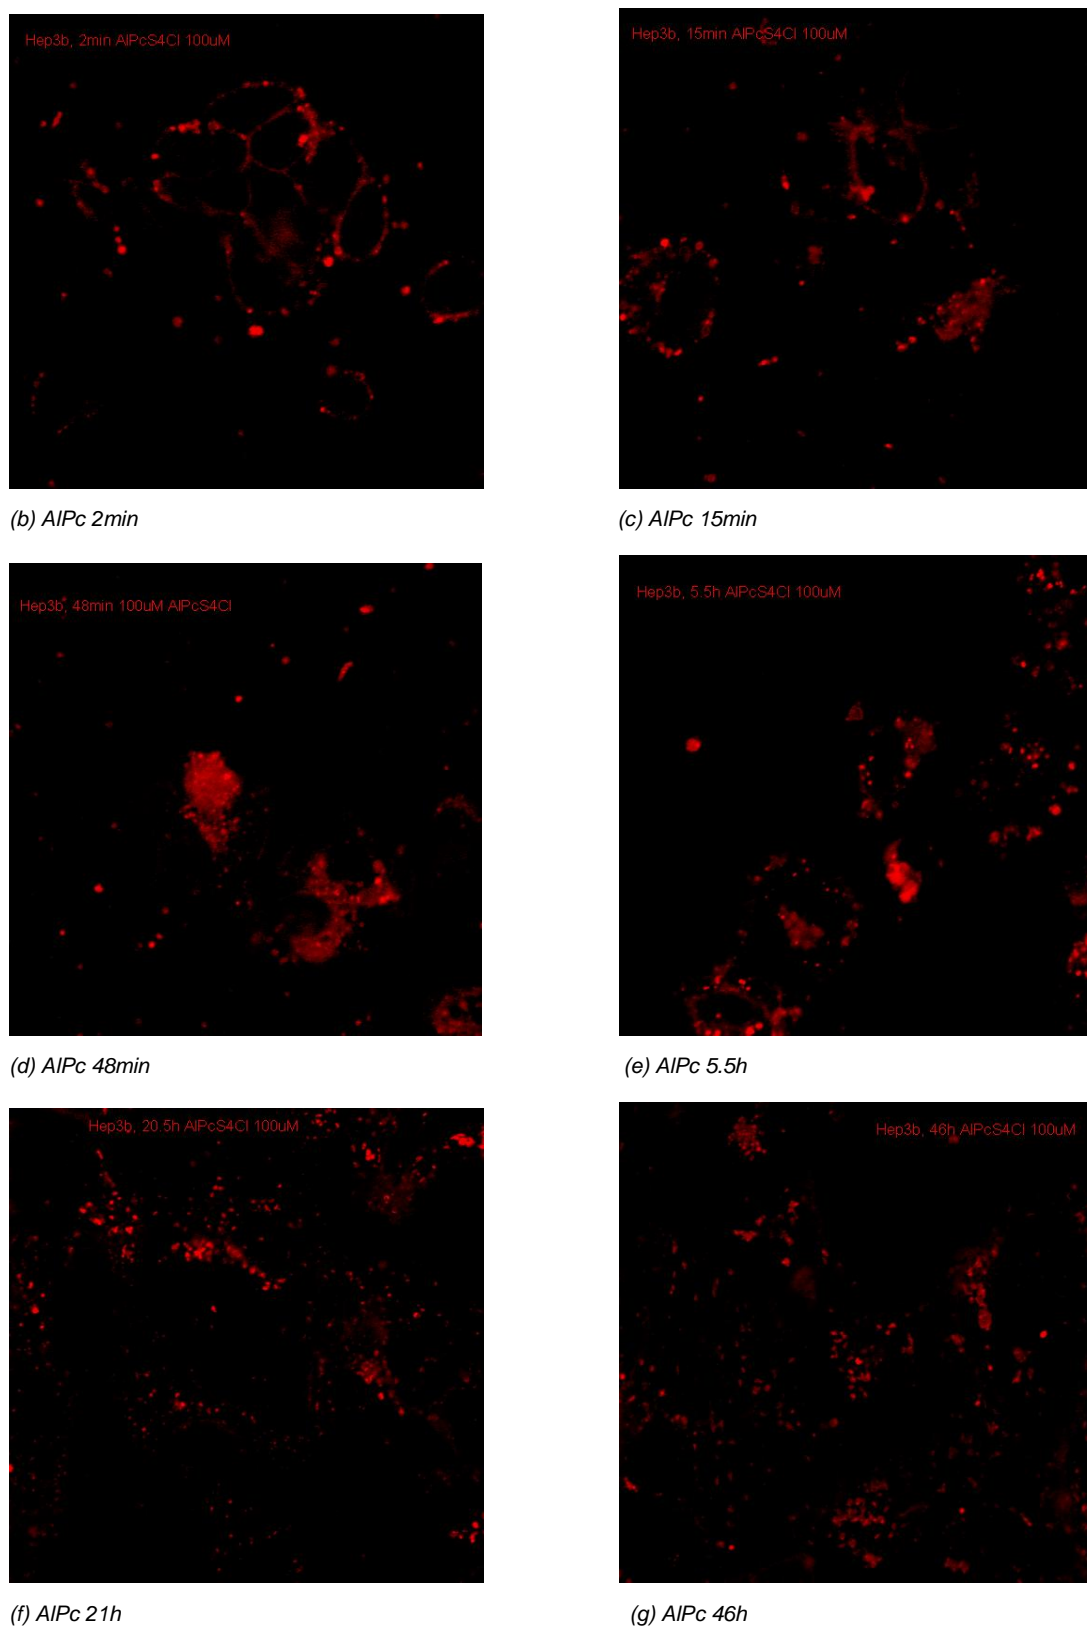 Hep3b, 2min AlPcS4Cl 100uM
Hep3b, 15min AlPcS4Cl 100uM
(b) AlPc 2min
(c) AlPc 15min
Hep3b, 48min 100uM AlPcS4Cl
Hep3b, 5.5h AlPcS4Cl 100uM
(d) AlPc 48min
(e) AlPc 5.5h
Hep3b, 20.5h AlPcS4Cl 100uM
Hep3b, 46h AlPcS4Cl 100uM
(f) AlPc 21h
(g) AlPc 46h